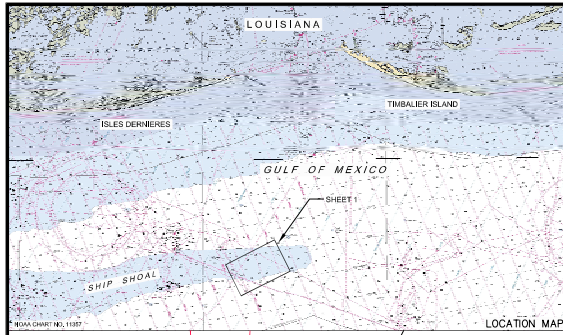 LOUISIANA
TIMBALIER ISLAND
ISLES DERNIERES
GULF OF MEXICO
SHEET 1
SHIP SHOAL
NOAA CHART NO. 11357
LOCATION MAP